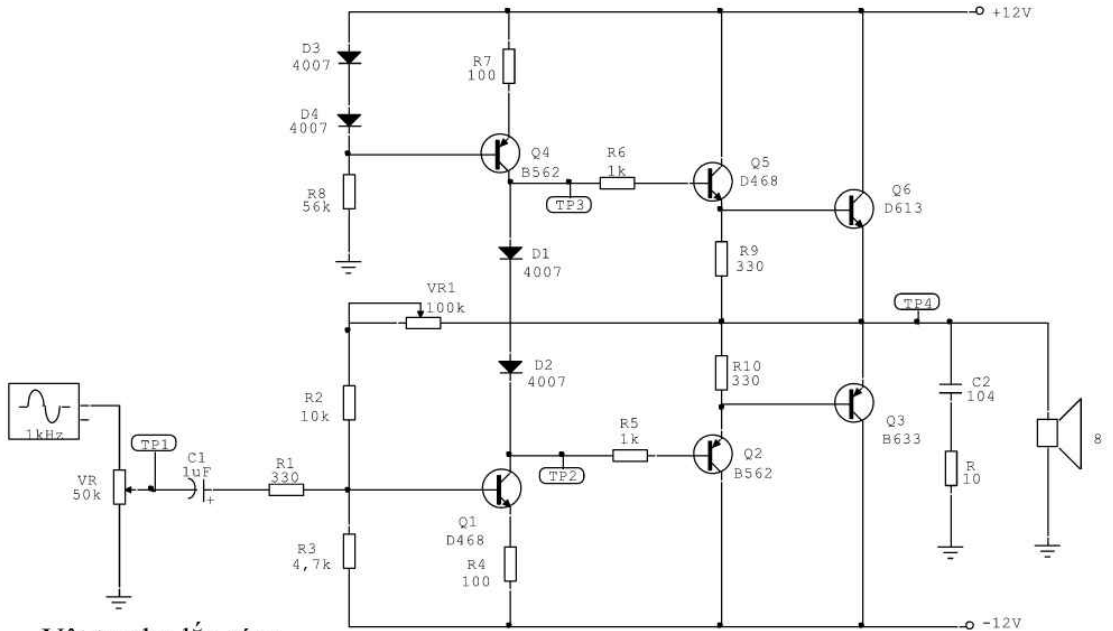 +12V
D3
4007
R7
100
D4
4007
Q4
B562
R6
1k
Q5
D468
Q6
D613
R8
56k
TP3
D1
4007
R9
330
VR1
100k
TP4
D2
4007
R10
330
1kHz
R2
10k
C2
104
TP1
C1
1uF
+
R1
330
R5
1k
Q3
B633
8
VR
50k
TP2
Q2
B562
R
10
Q1
D468
R3
4,7k
R4
100
-12V